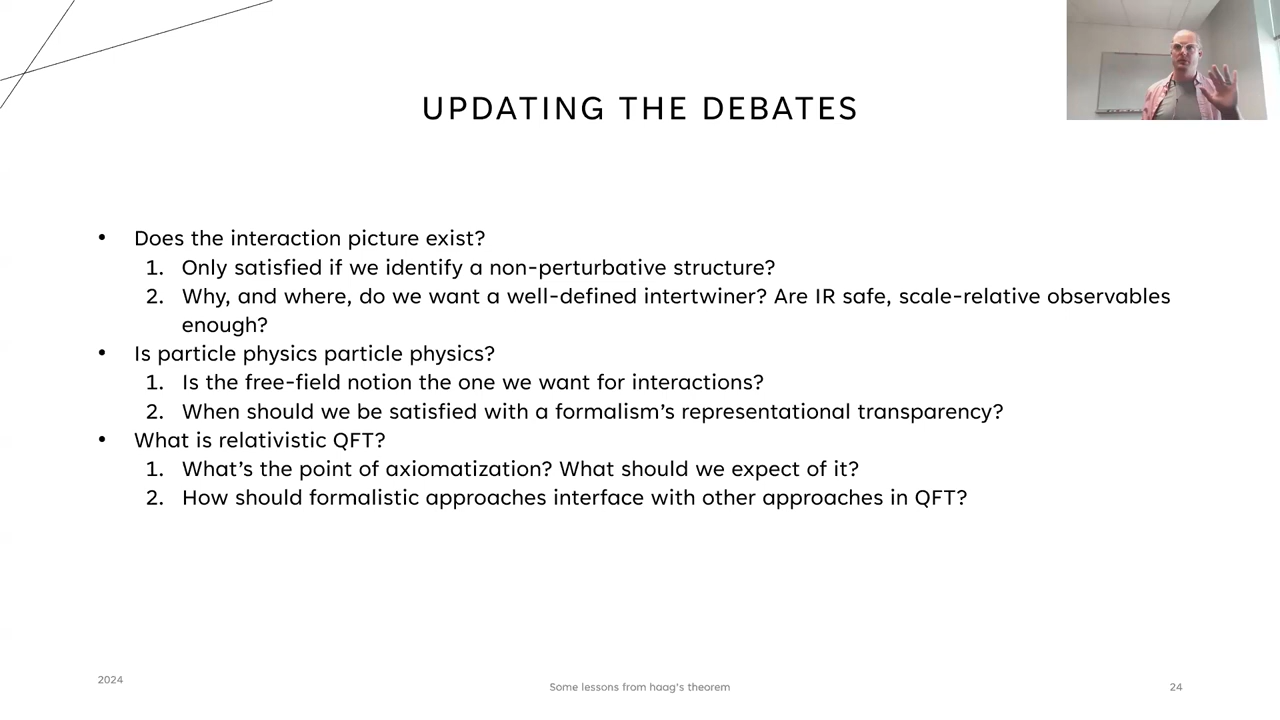 UPDATING THE DEBATES
• Does the interaction picture exist?
1. Only satisfied if we identify a non-perturbative structure?
2. Why, and where, do we want a well-defined intertwiner? Are IR safe, scale-relative observables
enough?
• Is particle physics particle physics?
1. Is the free-field notion the one we want for interactions?
2. When should we be satisfied with a formalism's representational transparency?
• What is relativistic QFT?
1. What's the point of axiomatization? What should we expect of it?
2. How should formalistic approaches interface with other approaches in QFT?
2024
Some lessons from haag's theorem
24